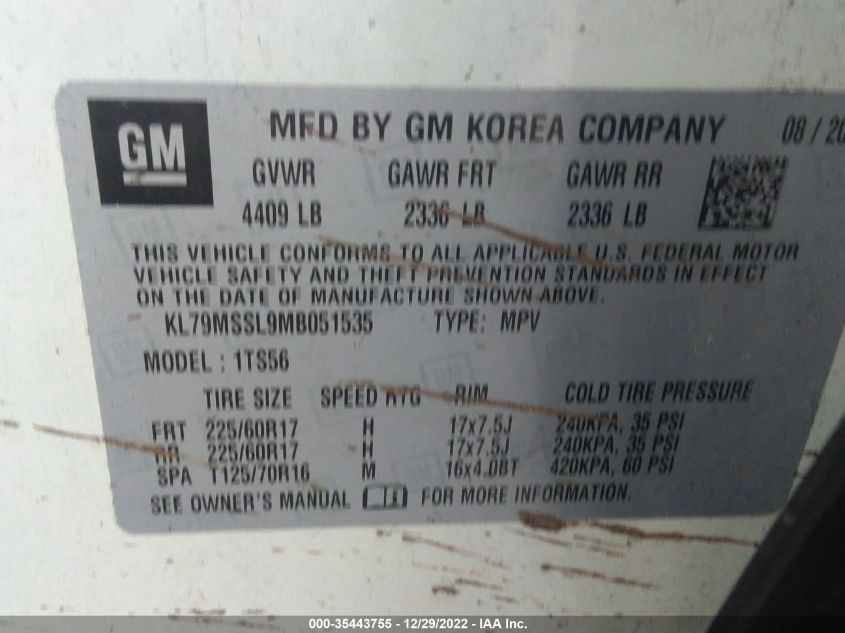 GM
MFD BY GM KOREA COMPANY 08 / 20
GVWR GAWR FRT GAWR RR
4409 LB 2336 LB 2336 LB
THIS VEHICLE CONFORMS TO ALL APPLICABLE U.S. FEDERAL MOTOR
VEHICLE SAFETY AND THEFT PREVENTION STANDARDS IN EFFECT
ON THE DATE OF MANUFACTURE SHOWN ABOVE.
KL79MSSL9MB051535 TYPE: MPV
MODEL : 1TS56
TIRE SIZE SPEED RTG RIM COLD TIRE PRESSURE
FRT 225/60R17 H 17x7.5J 240KPA, 35 PSI
RR 225/60R17 H 17x7.5J 240KPA, 35 PSI
SPA T125/70R16 M 16x4.0BT 420KPA, 60 PSI
SEE OWNER'S MANUAL FOR MORE INFORMATION.
000-35443755 • 12/29/2022 • IAA Inc.